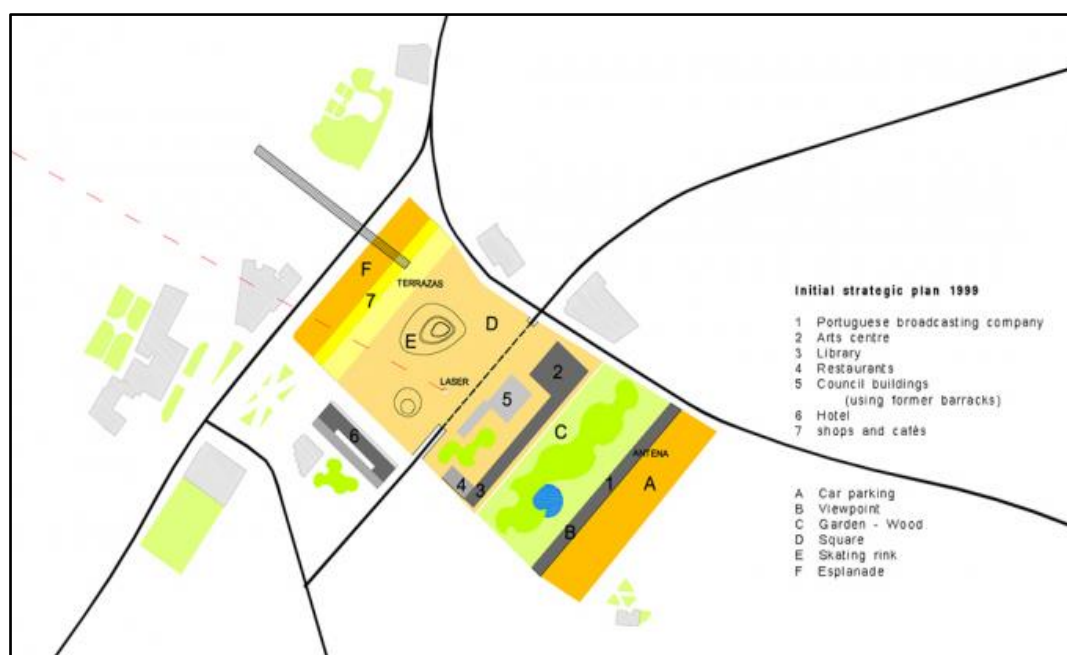 F
TERRAZAS
7
D
E
LASER
2
5
6
C
ANTENA
4
3
1
A
B
Initial strategic plan 1999
1 Portuguese broadcasting company
2 Arts centre
3 Library
4 Restaurants
5 Council buildings
(using former barracks)
6 Hotel
7 shops and cafés
A Car parking
B Viewpoint
C Garden - Wood
D Square
E Skating rink
F Esplanade